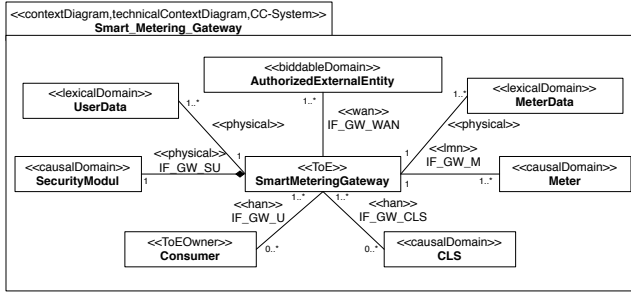 <<contextDiagram,technicalContextDiagram,CC-System>>
Smart_Metering_Gateway
<<biddableDomain>>
AuthorizedExternalEntity
<<lexicalDomain>>
UserData
<<lexicalDomain>>
MeterData
1..*
1..*
1..*
<<physical>>
<<wan>>
IF_GW_WAN
<<physical>>
<<physical>>
IF_GW_SU
1
1
<<lmn>>
IF_GW_M
<<causalDomain>>
SecurityModul
1
<<ToE>>
SmartMeteringGateway
1
1..*
<<causalDomain>>
Meter
1..*
1..*
<<han>>
IF_GW_U
<<han>>
IF_GW_CLS
<<ToEOwner>>
Consumer
0..*
0..*
<<causalDomain>>
CLS